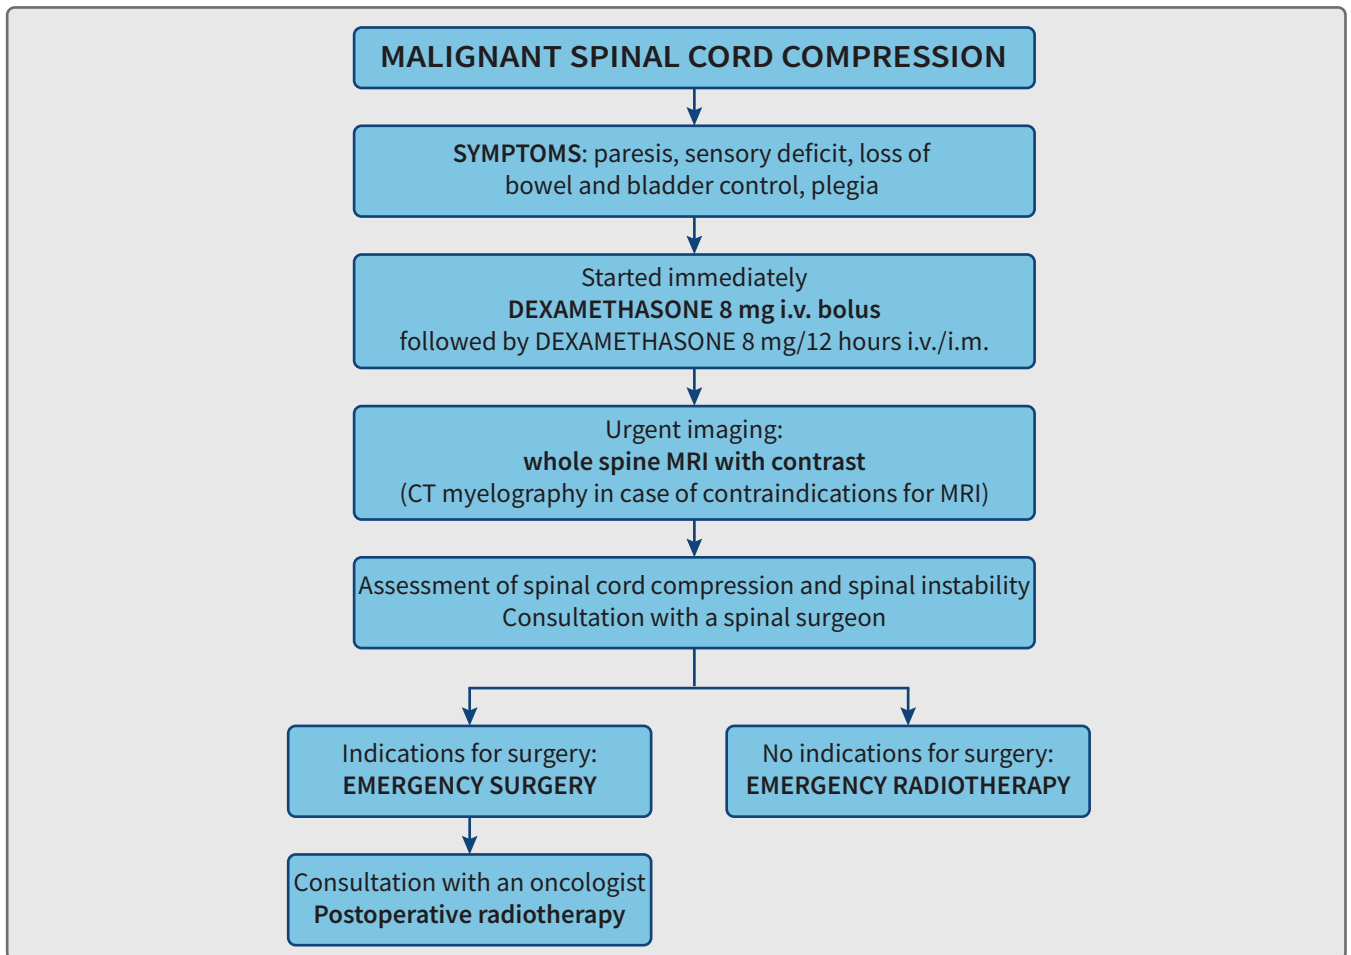 MALIGNANT SPINAL CORD COMPRESSION
SYMPTOMS: paresis, sensory deficit, loss of
bowel and bladder control, plegia
Started immediately
DEXAMETHASONE 8 mg i.v. bolus
followed by DEXAMETHASONE 8 mg/12 hours i.v./i.m.
Urgent imaging:
whole spine MRI with contrast
(CT myelography in case of contraindications for MRI)
Assessment of spinal cord compression and spinal instability
Consultation with a spinal surgeon
Indications for surgery:
EMERGENCY SURGERY
No indications for surgery:
EMERGENCY RADIOTHERAPY
Consultation with an oncologist
Postoperative radiotherapy